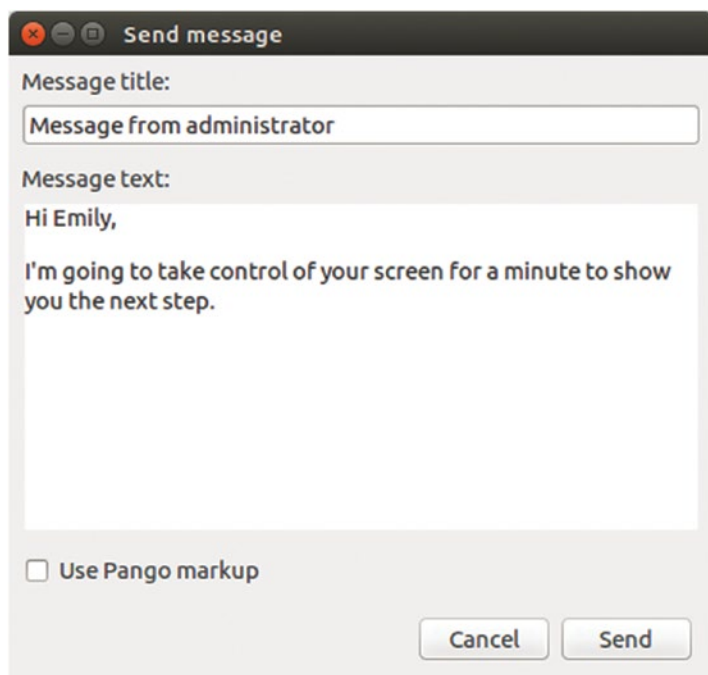 Send message
Message title:
Message from administrator
Message text:
Hi Emily,
I'm going to take control of your screen for a minute to show
you the next step.
Use Pango markup
Cancel Send